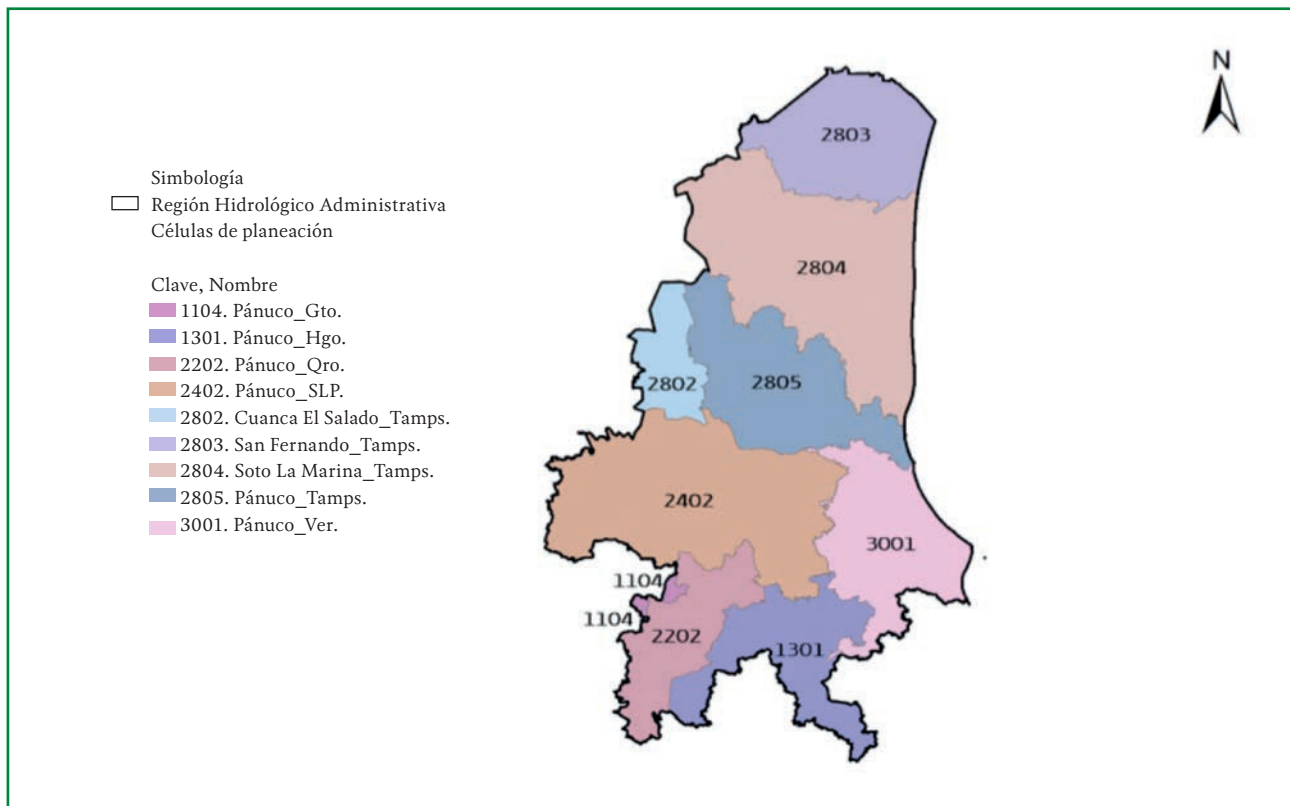 Simbología
Región Hidrológico Administrativa
Células de planeación
Clave, Nombre
1104. Pánuco_Gto.
1301. Pánuco_Hgo.
2202. Pánuco_Qro.
2402. Pánuco_SLP.
2802. Cuanca El Salado_Tamps.
2803. San Fernando_Tamps.
2804. Soto La Marina_Tamps.
2805. Pánuco_Tamps.
3001. Pánuco_Ver.
N
2803
2804
2802
2805
2402
3001
1104
1104
2202
1301